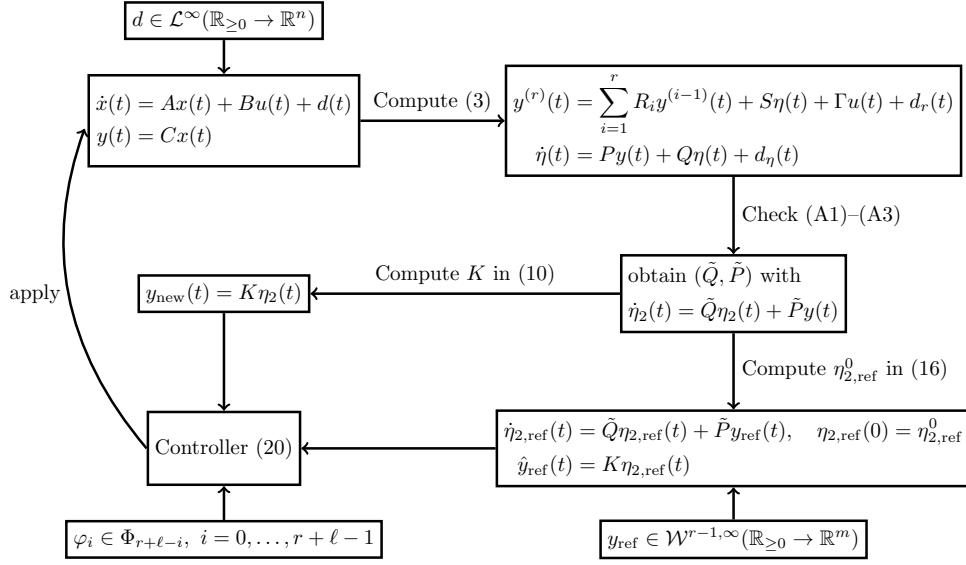 d ∈ 𝓛^∞(ℝ_{≥0} → ℝ^n)
ẋ(t) = Ax(t) + Bu(t) + d(t)
y(t) = Cx(t)
Compute (3)
y^{(r)}(t) = ∑_{i=1}^{r} R_i y^{(i−1)}(t) + Sη(t) + Γu(t) + d_r(t)
η̇(t) = Py(t) + Qη(t) + d_η(t)
Check (A1)–(A3)
obtain (Q̃, P̃) with
η̇_2(t) = Q̃η_2(t) + P̃y(t)
Compute K in (10)
y_new(t) = Kη_2(t)
apply
Compute η^0_{2,ref} in (16)
η̇_{2,ref}(t) = Q̃η_{2,ref}(t) + P̃y_ref(t), η_{2,ref}(0) = η^0_{2,ref}
ŷ_ref(t) = Kη_{2,ref}(t)
Controller (20)
φ_i ∈ Φ_{r+ℓ−i}, i = 0, . . . , r + ℓ − 1
y_ref ∈ 𝓦^{r−1,∞}(ℝ_{≥0} → ℝ^m)